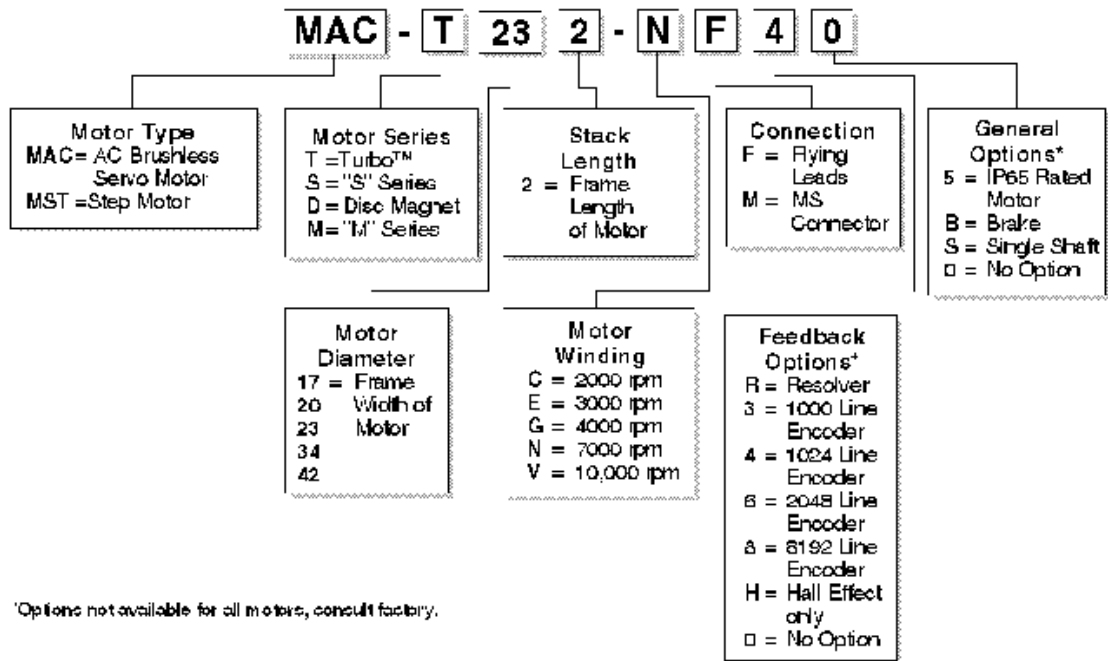 MAC - T 23 2 - N F 4 0
Motor Type
MAC= AC Brushless
Servo Motor
MST =Step Motor
Motor Series
T =Turbo™
S = "S" Series
D = Disc Magnet
M= "M" Series
Stack
Length
2 = Frame
Length
of Motor
Connection
F = Flying
Leads
M = MS
Connector
General
Options*
5 = IP65 Rated
Motor
B = Brake
S = Single Shaft
0 = No Option
Motor
Diameter
17 = Frame
20 Width of
23 Motor
34
42
Motor
Winding
C = 2000 rpm
E = 3000 rpm
G = 4000 rpm
N = 7000 rpm
V = 10,000 rpm
Feedback
Options*
R = Resolver
3 = 1000 Line
Encoder
4 = 1024 Line
Encoder
6 = 2048 Line
Encoder
8 = 8192 Line
Encoder
H = Hall Effect
only
0 = No Option
*Options not available for all motors, consult factory.